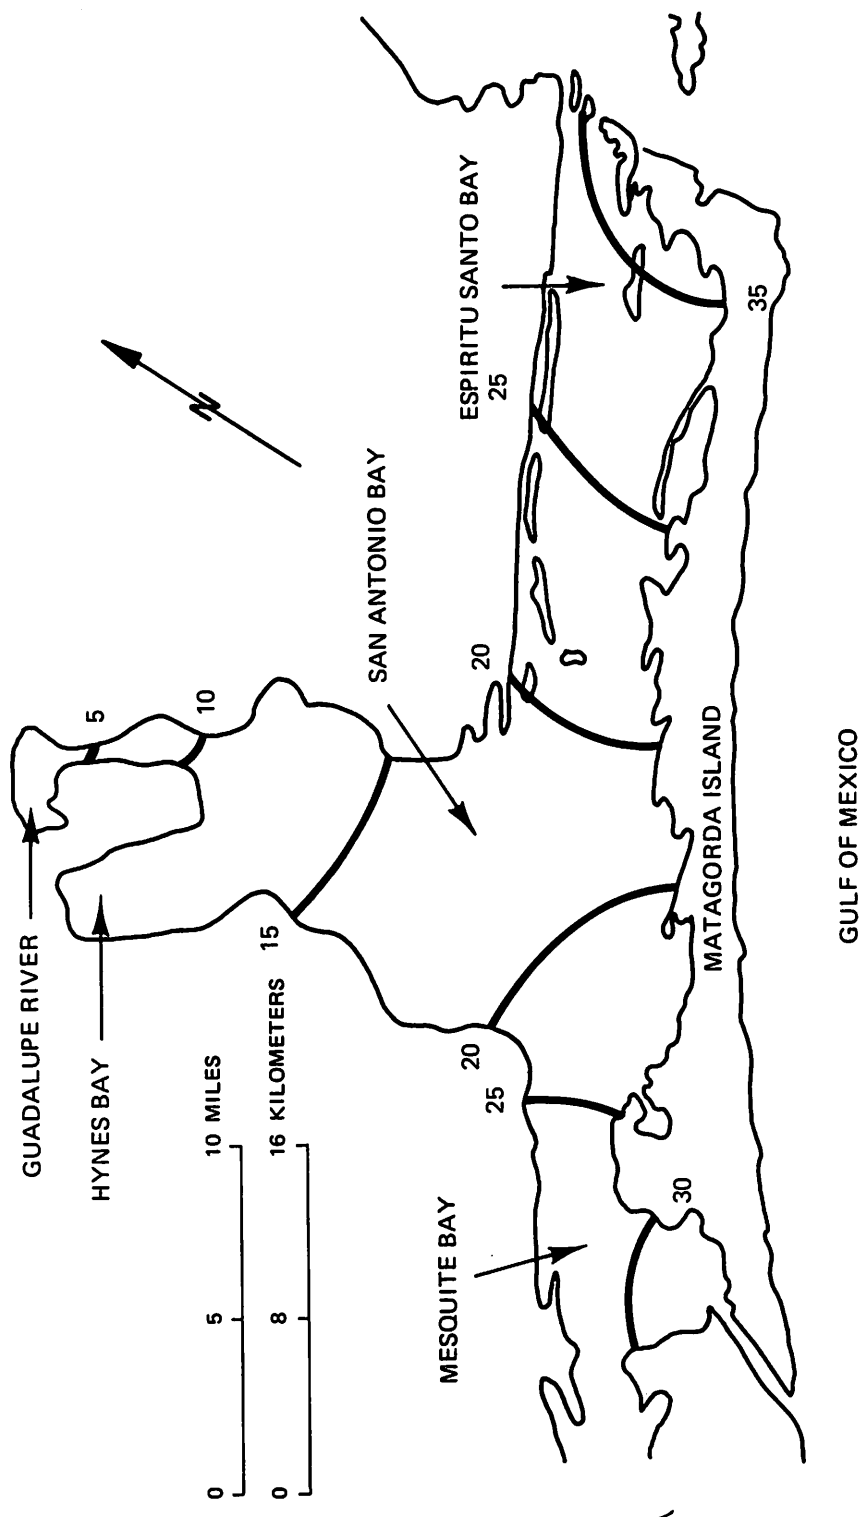 GUADALUPE RIVER
HYNES BAY
0 5 10 MILES
0 8 16 KILOMETERS
5
10
15
N
SAN ANTONIO BAY
20
25
ESPIRITU SANTO BAY
20
25
MESQUITE BAY
30
35
MATAGORDA ISLAND
GULF OF MEXICO